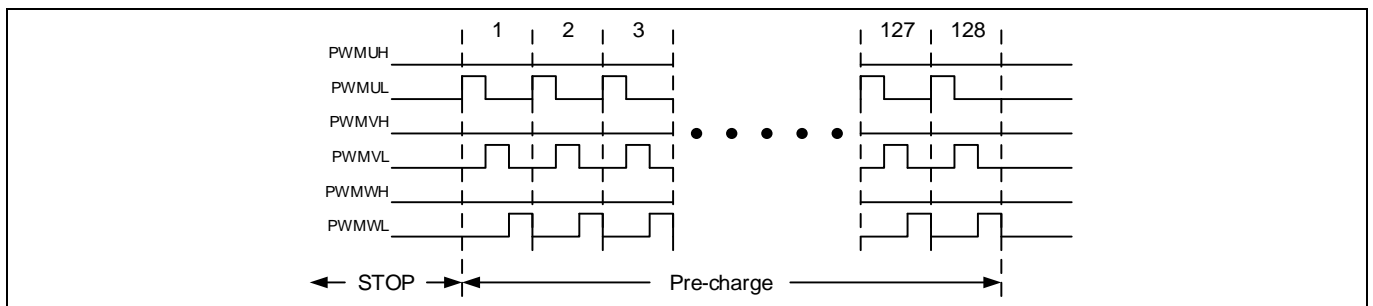 1 2 3 127 128
PWMUH
PWMUL
PWMVH
PWMVL
PWMWH
PWMWL
STOP Pre-charge